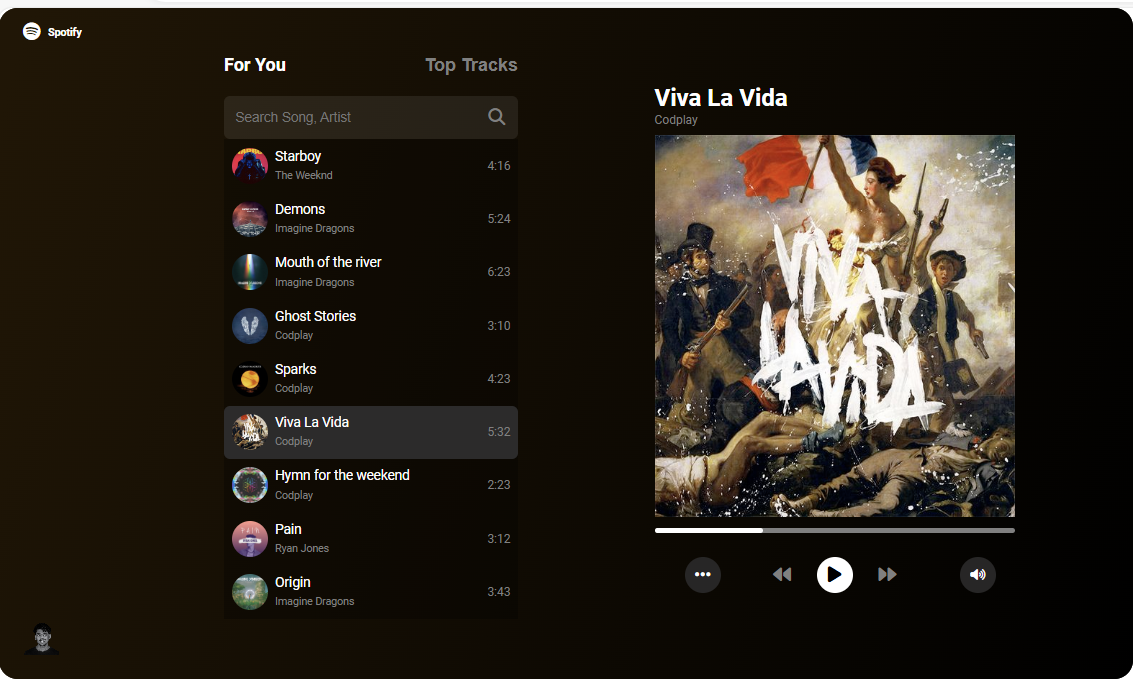 Spotify
For You
Top Tracks
Search Song, Artist
Starboy
The Weeknd
4:16
Demons
Imagine Dragons
5:24
Mouth of the river
Imagine Dragons
6:23
Ghost Stories
Codplay
3:10
Sparks
Codplay
4:23
Viva La Vida
Codplay
5:32
Hymn for the weekend
Codplay
2:23
Pain
Ryan Jones
3:12
Origin
Imagine Dragons
3:43
Viva La Vida
Codplay
VIVA
LA VIDA